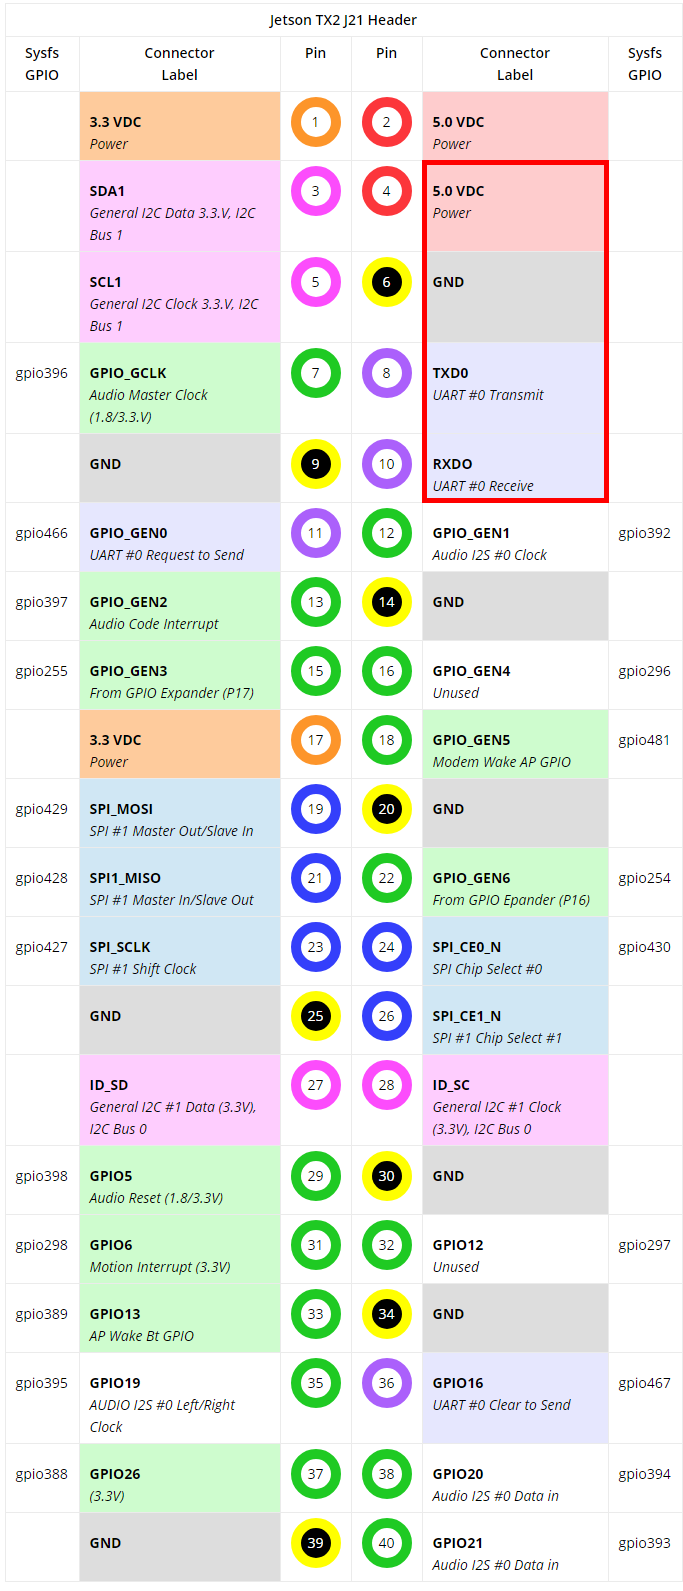 Jetson TX2 J21 Header
Sysfs GPIO Connector Label Pin Pin Connector Label Sysfs GPIO
3.3 VDC 1 2 5.0 VDC
Power Power
SDA1 3 4 5.0 VDC
General I2C Data 3.3.V, I2C Power
Bus 1
SCL1 5 6 GND
General I2C Clock 3.3.V, I2C
Bus 1
gpio396 GPIO_GCLK 7 8 TXD0
Audio Master Clock UART #0 Transmit
(1.8/3.3.V)
GND 9 10 RXDO
UART #0 Receive
gpio466 GPIO_GEN0 11 12 GPIO_GEN1 gpio392
UART #0 Request to Send Audio I2S #0 Clock
gpio397 GPIO_GEN2 13 14 GND
Audio Code Interrupt
gpio255 GPIO_GEN3 15 16 GPIO_GEN4 gpio296
From GPIO Expander (P17) Unused
3.3 VDC 17 18 GPIO_GEN5 gpio481
Power Modem Wake AP GPIO
gpio429 SPI_MOSI 19 20 GND
SPI #1 Master Out/Slave In
gpio428 SPI1_MISO 21 22 GPIO_GEN6 gpio254
SPI #1 Master In/Slave Out From GPIO Epander (P16)
gpio427 SPI_SCLK 23 24 SPI_CE0_N gpio430
SPI #1 Shift Clock SPI Chip Select #0
GND 25 26 SPI_CE1_N
SPI #1 Chip Select #1
ID_SD 27 28 ID_SC
General I2C #1 Data (3.3V), General I2C #1 Clock
I2C Bus 0 (3.3V), I2C Bus 0
gpio398 GPIO5 29 30 GND
Audio Reset (1.8/3.3V)
gpio298 GPIO6 31 32 GPIO12 gpio297
Motion Interrupt (3.3V) Unused
gpio389 GPIO13 33 34 GND
AP Wake Bt GPIO
gpio395 GPIO19 35 36 GPIO16 gpio467
AUDIO I2S #0 Left/Right UART #0 Clear to Send
Clock
gpio388 GPIO26 37 38 GPIO20 gpio394
(3.3V) Audio I2S #0 Data in
GND 39 40 GPIO21 gpio393
Audio I2S #0 Data in